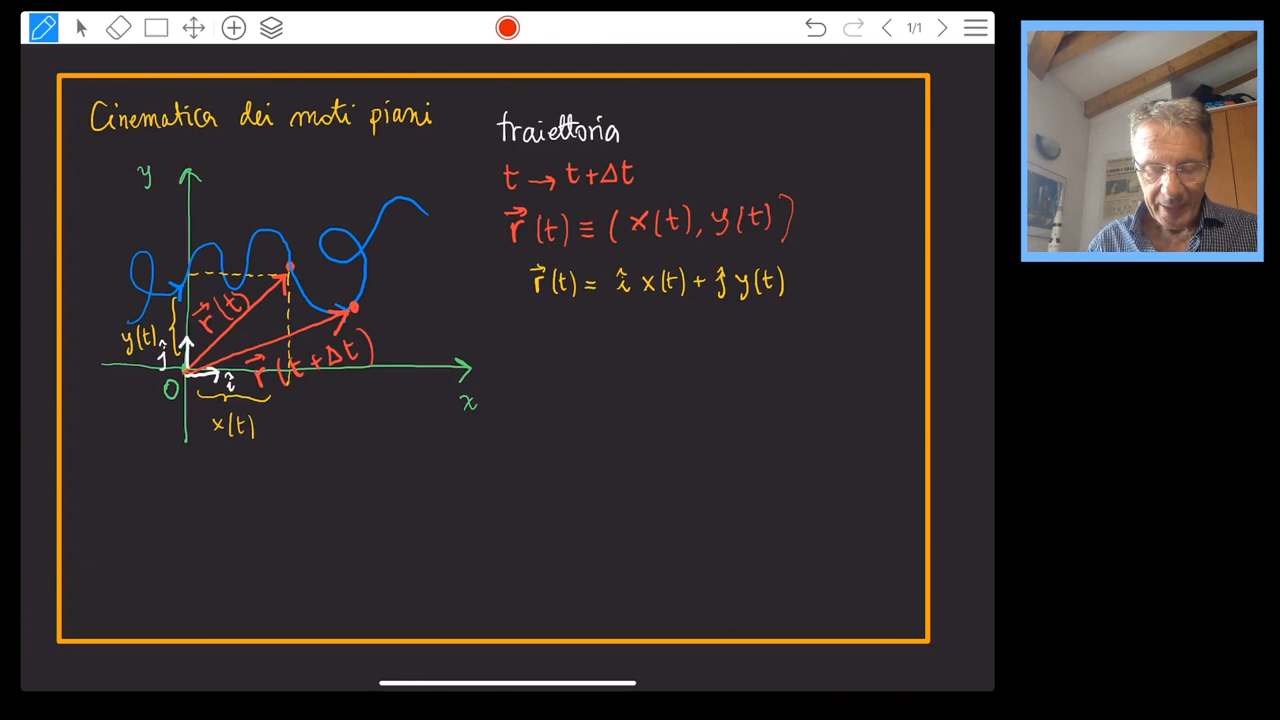 1/1
Cinematica dei moti piani
traiettoria
t → t+Δt
r⃗(t) ≡ (x(t), y(t))
r⃗(t) = î x(t) + ĵ y(t)
y
r⃗(t)
y(t)
ĵ
r⃗(t+Δt)
î
O
x
x(t)